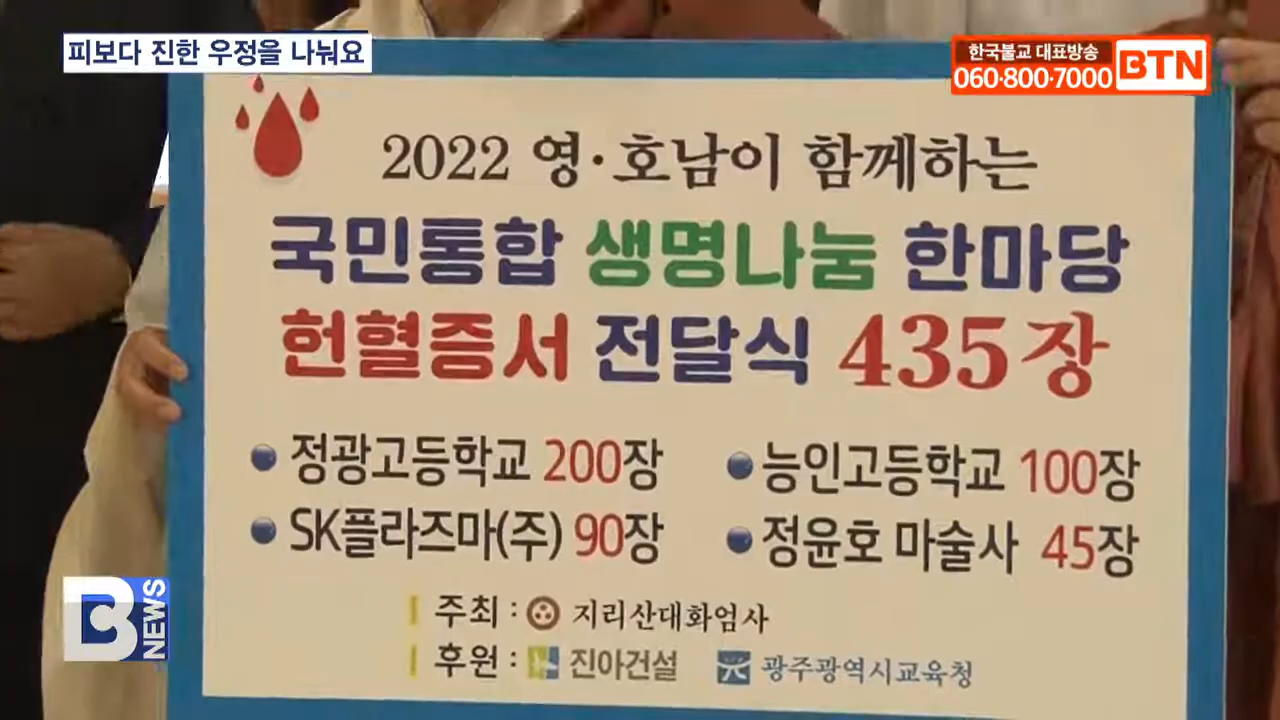 피보다 진한 우정을 나눠요
한국불교 대표방송
060·800·7000
BTN
2022 영·호남이 함께하는
국민통합 생명나눔 한마당
헌혈증서 전달식 435장
정광고등학교 200장
능인고등학교 100장
SK플라즈마(주) 90장
정윤호 마술사 45장
주최 : 지리산대화엄사
후원 : 진아건설 광주광역시교육청
B NEWS